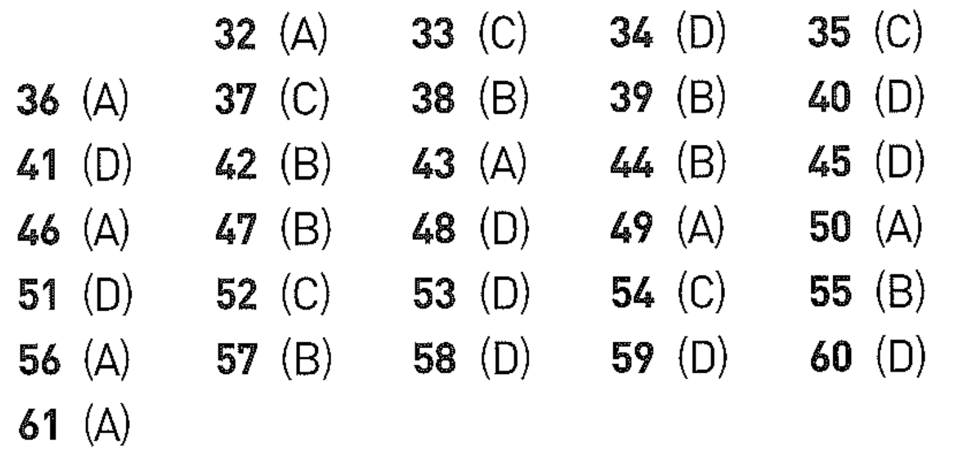 32 (A) 33 (C) 34 (D) 35 (C)
36 (A) 37 (C) 38 (B) 39 (B) 40 (D)
41 (D) 42 (B) 43 (A) 44 (B) 45 (D)
46 (A) 47 (B) 48 (D) 49 (A) 50 (A)
51 (D) 52 (C) 53 (D) 54 (C) 55 (B)
56 (A) 57 (B) 58 (D) 59 (D) 60 (D)
61 (A)